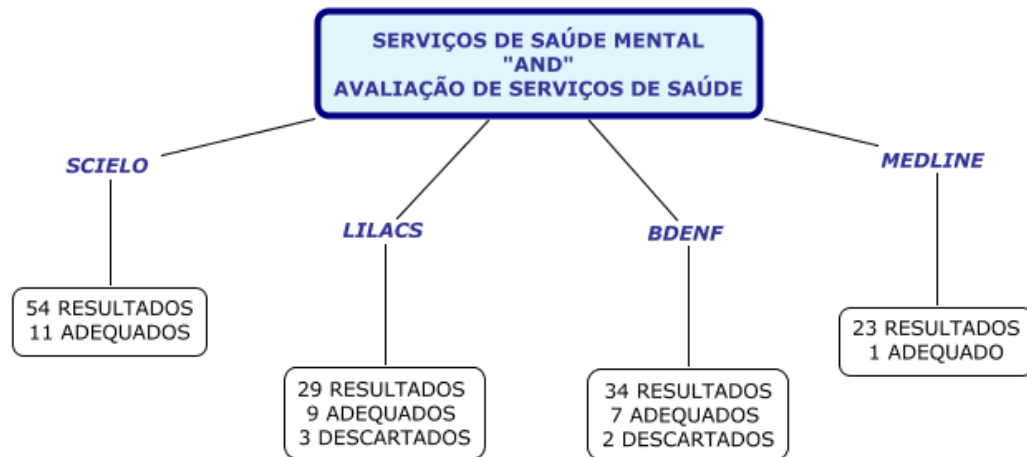 SERVIÇOS DE SAÚDE MENTAL
"AND"
AVALIAÇÃO DE SERVIÇOS DE SAÚDE
SCIELO
54 RESULTADOS
11 ADEQUADOS
LILACS
29 RESULTADOS
9 ADEQUADOS
3 DESCARTADOS
BDENF
34 RESULTADOS
7 ADEQUADOS
2 DESCARTADOS
MEDLINE
23 RESULTADOS
1 ADEQUADO